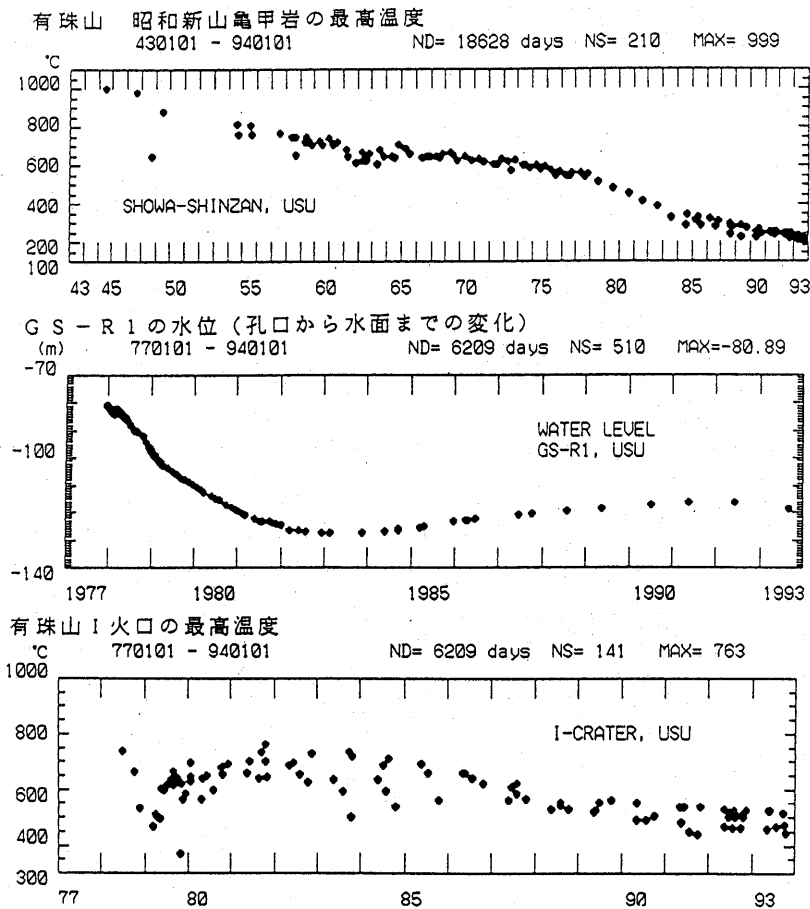 有珠山 昭和新山亀甲岩の最高温度
430101 - 940101 ND= 18628 days NS= 210 MAX= 999
℃
1000
800
600
400
200
100
SHOWA-SHINZAN, USU
43 45 50 55 60 65 70 75 80 85 90 93
GS-R1の水位(孔口から水面までの変化)
(m) 770101 - 940101 ND= 6209 days NS= 510 MAX=-80.89
-70
-100
-140
WATER LEVEL
GS-R1, USU
1977 1980 1985 1990 1993
有珠山I火口の最高温度
℃ 770101 - 940101 ND= 6209 days NS= 141 MAX= 763
1000
800
600
400
300
I-CRATER, USU
77 80 85 90 93